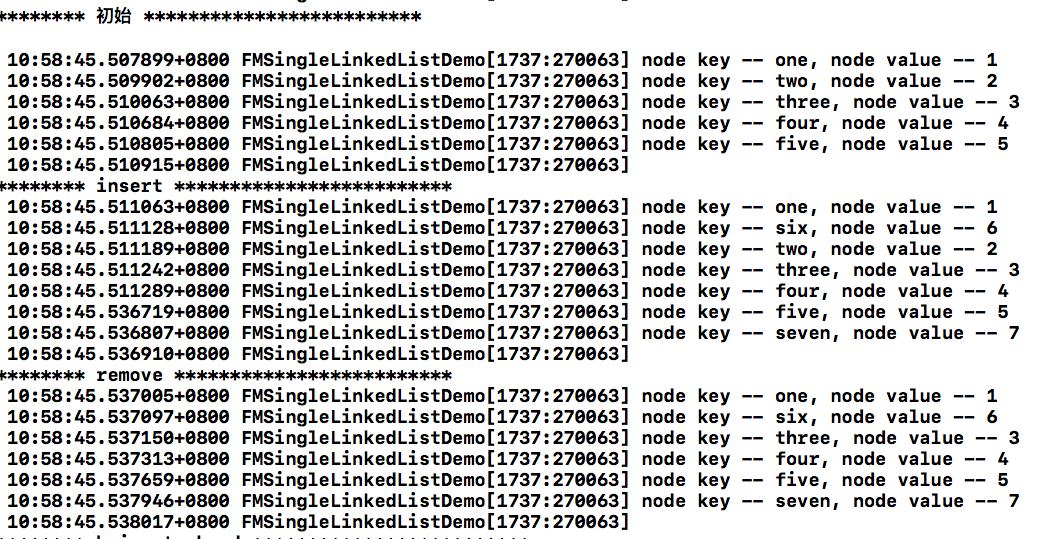 ******** 初始 *************************
10:58:45.507899+0800 FMSingleLinkedListDemo[1737:270063] node key -- one, node value -- 1
10:58:45.509902+0800 FMSingleLinkedListDemo[1737:270063] node key -- two, node value -- 2
10:58:45.510063+0800 FMSingleLinkedListDemo[1737:270063] node key -- three, node value -- 3
10:58:45.510684+0800 FMSingleLinkedListDemo[1737:270063] node key -- four, node value -- 4
10:58:45.510805+0800 FMSingleLinkedListDemo[1737:270063] node key -- five, node value -- 5
10:58:45.510915+0800 FMSingleLinkedListDemo[1737:270063]
******** insert *************************
10:58:45.511063+0800 FMSingleLinkedListDemo[1737:270063] node key -- one, node value -- 1
10:58:45.511128+0800 FMSingleLinkedListDemo[1737:270063] node key -- six, node value -- 6
10:58:45.511189+0800 FMSingleLinkedListDemo[1737:270063] node key -- two, node value -- 2
10:58:45.511242+0800 FMSingleLinkedListDemo[1737:270063] node key -- three, node value -- 3
10:58:45.511289+0800 FMSingleLinkedListDemo[1737:270063] node key -- four, node value -- 4
10:58:45.536719+0800 FMSingleLinkedListDemo[1737:270063] node key -- five, node value -- 5
10:58:45.536807+0800 FMSingleLinkedListDemo[1737:270063] node key -- seven, node value -- 7
10:58:45.536910+0800 FMSingleLinkedListDemo[1737:270063]
******** remove *************************
10:58:45.537005+0800 FMSingleLinkedListDemo[1737:270063] node key -- one, node value -- 1
10:58:45.537097+0800 FMSingleLinkedListDemo[1737:270063] node key -- six, node value -- 6
10:58:45.537150+0800 FMSingleLinkedListDemo[1737:270063] node key -- three, node value -- 3
10:58:45.537313+0800 FMSingleLinkedListDemo[1737:270063] node key -- four, node value -- 4
10:58:45.537659+0800 FMSingleLinkedListDemo[1737:270063] node key -- five, node value -- 5
10:58:45.537946+0800 FMSingleLinkedListDemo[1737:270063] node key -- seven, node value -- 7
10:58:45.538017+0800 FMSingleLinkedListDemo[1737:270063]